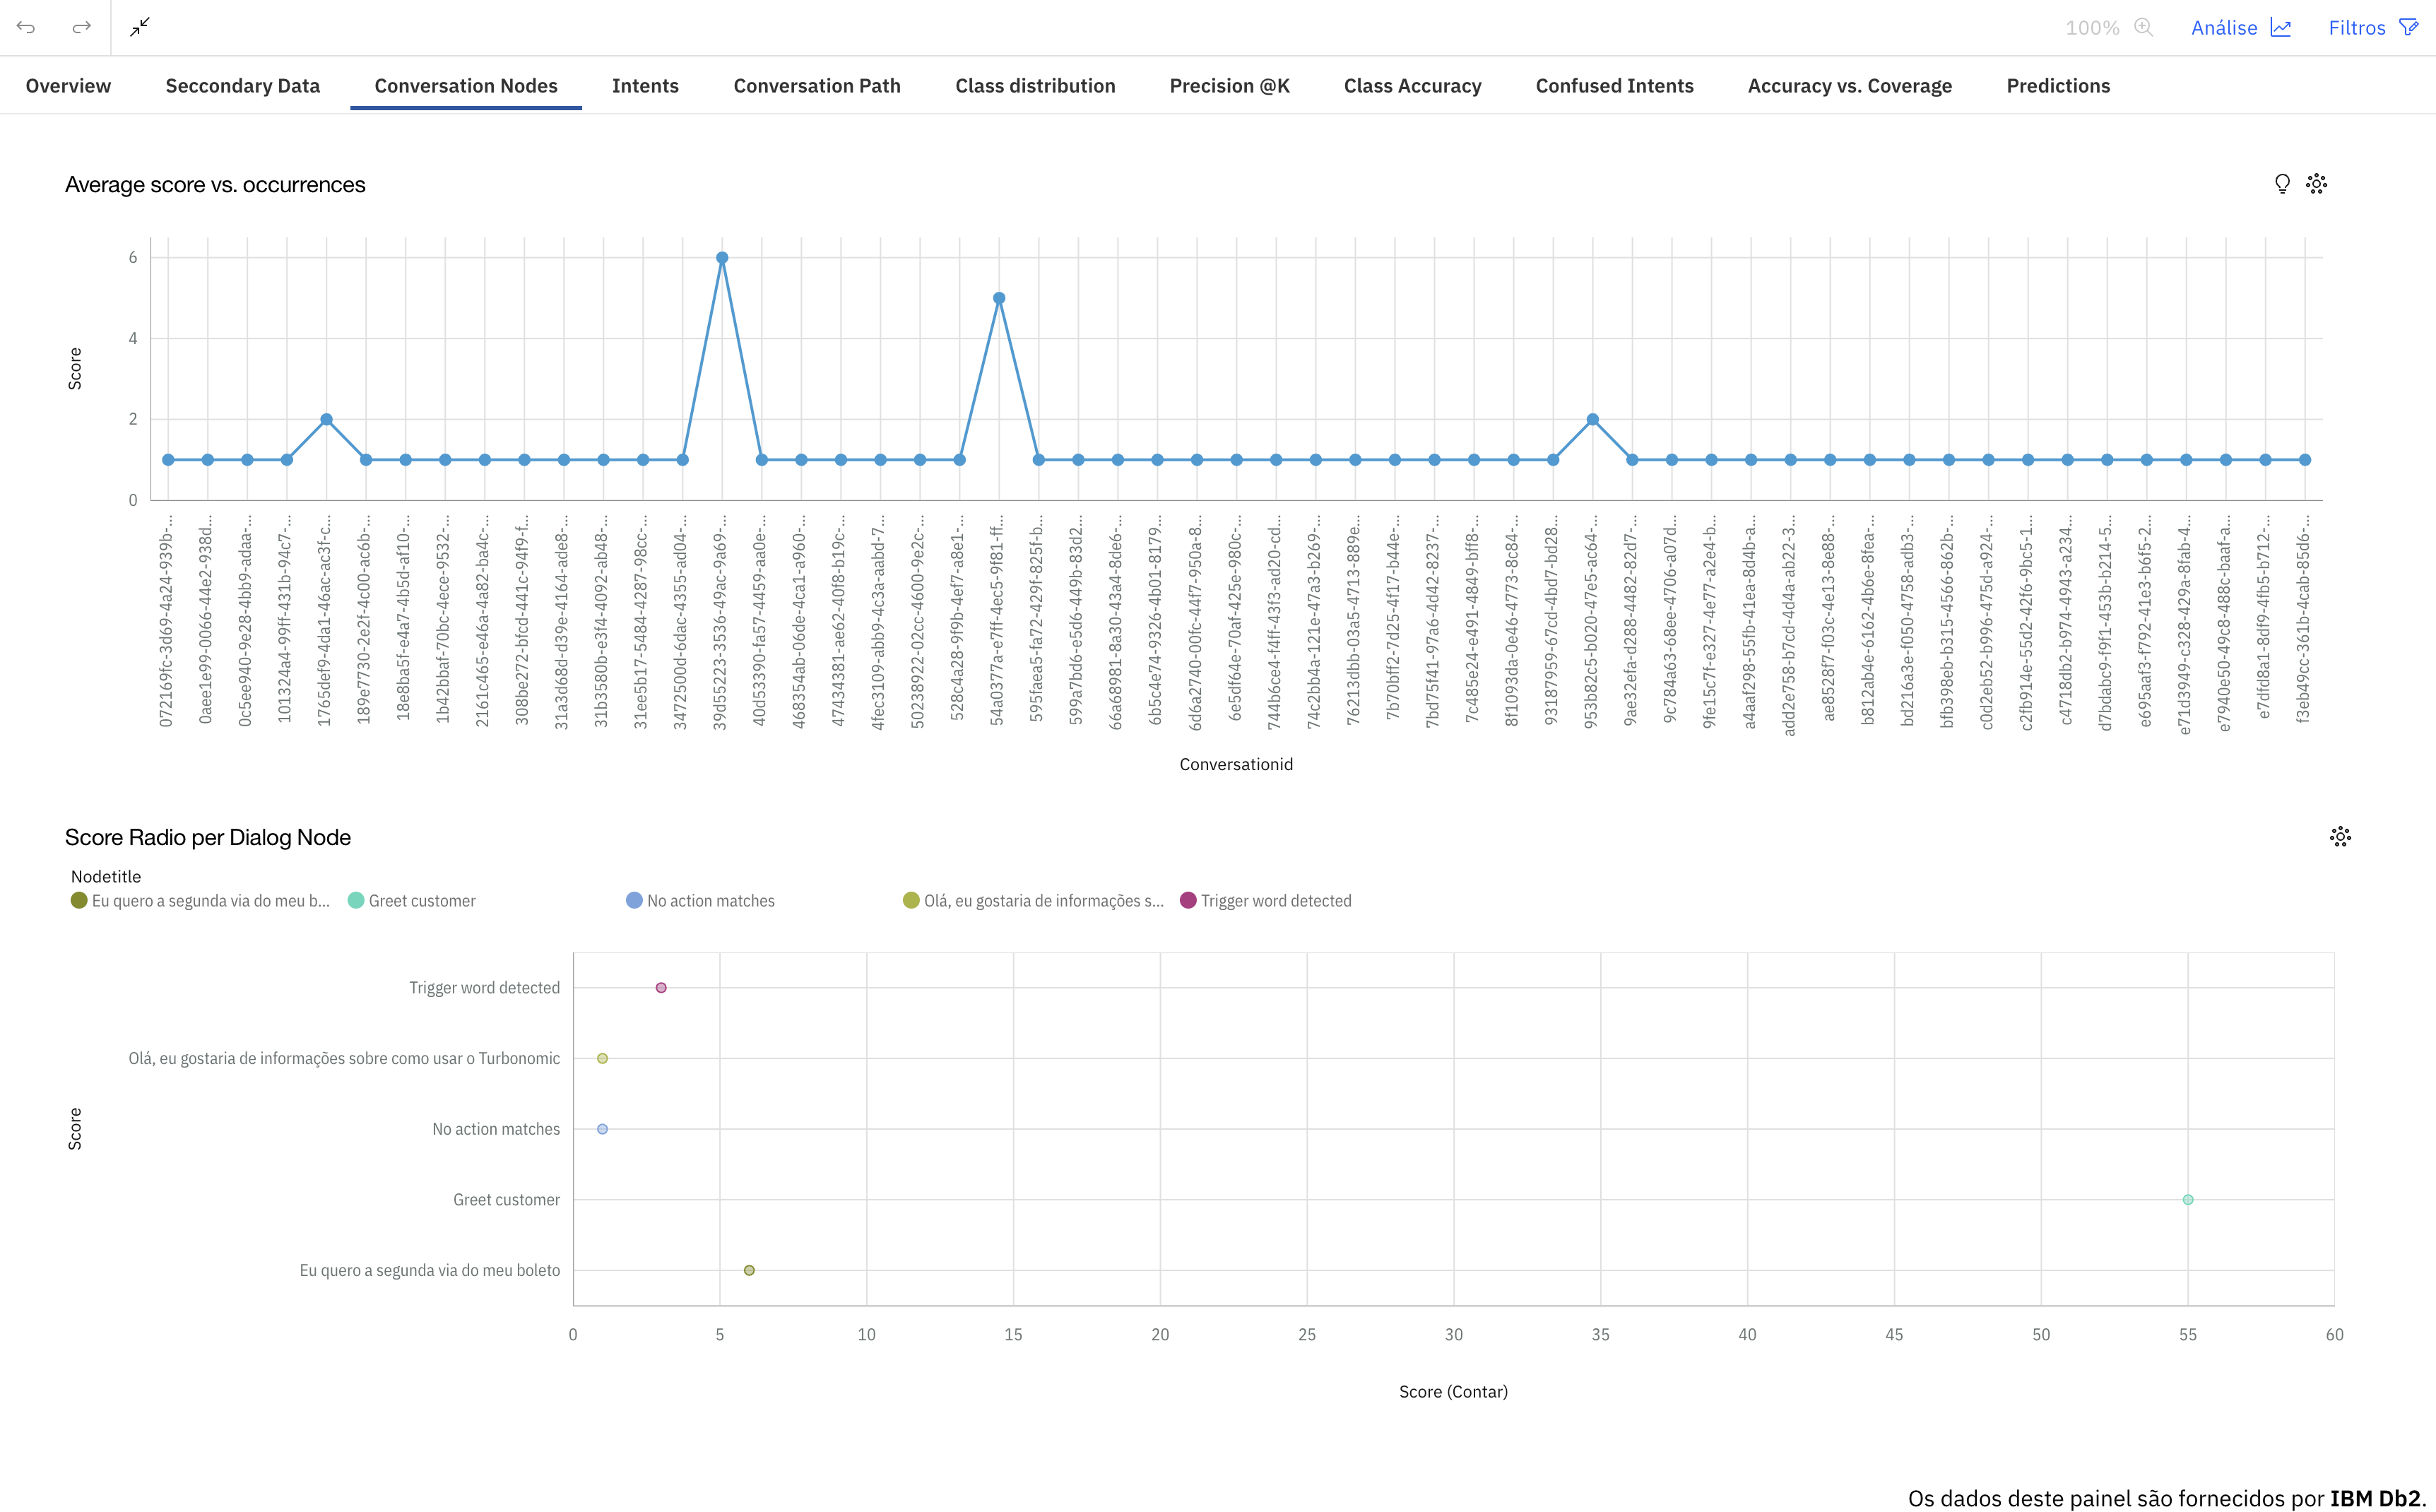 100% Análise Filtros
Overview Seccondary Data Conversation Nodes Intents Conversation Path Class distribution Precision @K Class Accuracy Confused Intents Accuracy vs. Coverage Predictions
Average score vs. occurrences
6
4
2
0
Score
072169fc-3d69-4a24-939b-...
0aee1e99-0066-44e2-938d...
0c5ee940-9e28-4bb9-adaa-...
101324a4-99ff-431b-94c7-...
1765def9-4da1-46ac-ac3f-c...
189e7730-2e2f-4c00-ac6b-...
18e8ba5f-e4a7-4b5d-af10-...
1b42bbaf-70bc-4ece-9532-...
2161c465-e46a-4a82-ba4c-...
308be272-bfcd-441c-94f9-f...
31a3d68d-d39e-4164-ade8-...
31b3580b-e3f4-4092-ab48-...
31ee5b17-5484-4287-98cc-...
3472500d-6dac-4355-ad04-...
39d55223-3536-49ac-9a69-...
40d53390-fa57-4459-aa0e-...
468354ab-06de-4ca1-a960-...
47434381-ae62-40f8-b19c-...
4fec3109-abb9-4c3a-aabd-7...
50238922-02cc-4600-9e2c-...
528c4a28-9f9b-4ef7-a8e1-...
54a0377a-e7ff-4ec5-9f81-ff...
595faea5-fa72-429f-825f-b...
599a7bd6-e5d6-449b-83d2...
66a68981-8a30-43a4-8de6-...
6b5c4e74-9326-4b01-8179...
6d6a2740-00fc-44f7-950a-8...
6e5df64e-70af-425e-980c-...
744b6ce4-f4ff-43f3-ad20-cd...
74c2bb4a-121e-47a3-b269-...
76213dbb-03a5-4713-889e...
7b70bff2-7d25-4f17-b44e-...
7bd75f41-97a6-4d42-8237-...
7c485e24-e491-4849-bff8-...
8f1093da-0e46-4773-8c84-...
93187959-67cd-4bd7-bd28...
953b82c5-b020-47e5-ac64-...
9ae32efa-d288-4482-82d7-...
9c784a63-68ee-4706-a07d...
9fe15c7f-e327-4e77-a2e4-b...
a4aaf298-55fb-41ea-8d4b-a...
add2e758-b7cd-4d4a-ab22-3...
ae8528f7-f03c-4e13-8e88-...
b812ab4e-6162-4b6e-8fea-...
bd216a3e-f050-4758-adb3-...
bfb398eb-b315-4566-862b-...
c0d2eb52-b996-475d-a924-...
c2fb914e-55d2-42f6-9bc5-1...
c4718db2-b974-4943-a234...
d7bdabc9-f9f1-453b-b214-5...
e695aaf3-f792-41e3-b6f5-2...
e71d3949-c328-429a-8fab-4...
e7940e50-49c8-488c-baaf-a...
e7dfd8a1-8df9-4fb5-b712-...
f3eb49cc-361b-4cab-85d6-...
Conversationid
Score Radio per Dialog Node
Nodetitle
Eu quero a segunda via do meu b... Greet customer No action matches Olá, eu gostaria de informações s... Trigger word detected
Trigger word detected
Olá, eu gostaria de informações sobre como usar o Turbonomic
No action matches
Greet customer
Eu quero a segunda via do meu boleto
Score
0 5 10 15 20 25 30 35 40 45 50 55 60
Score (Contar)
Os dados deste painel são fornecidos por IBM Db2.